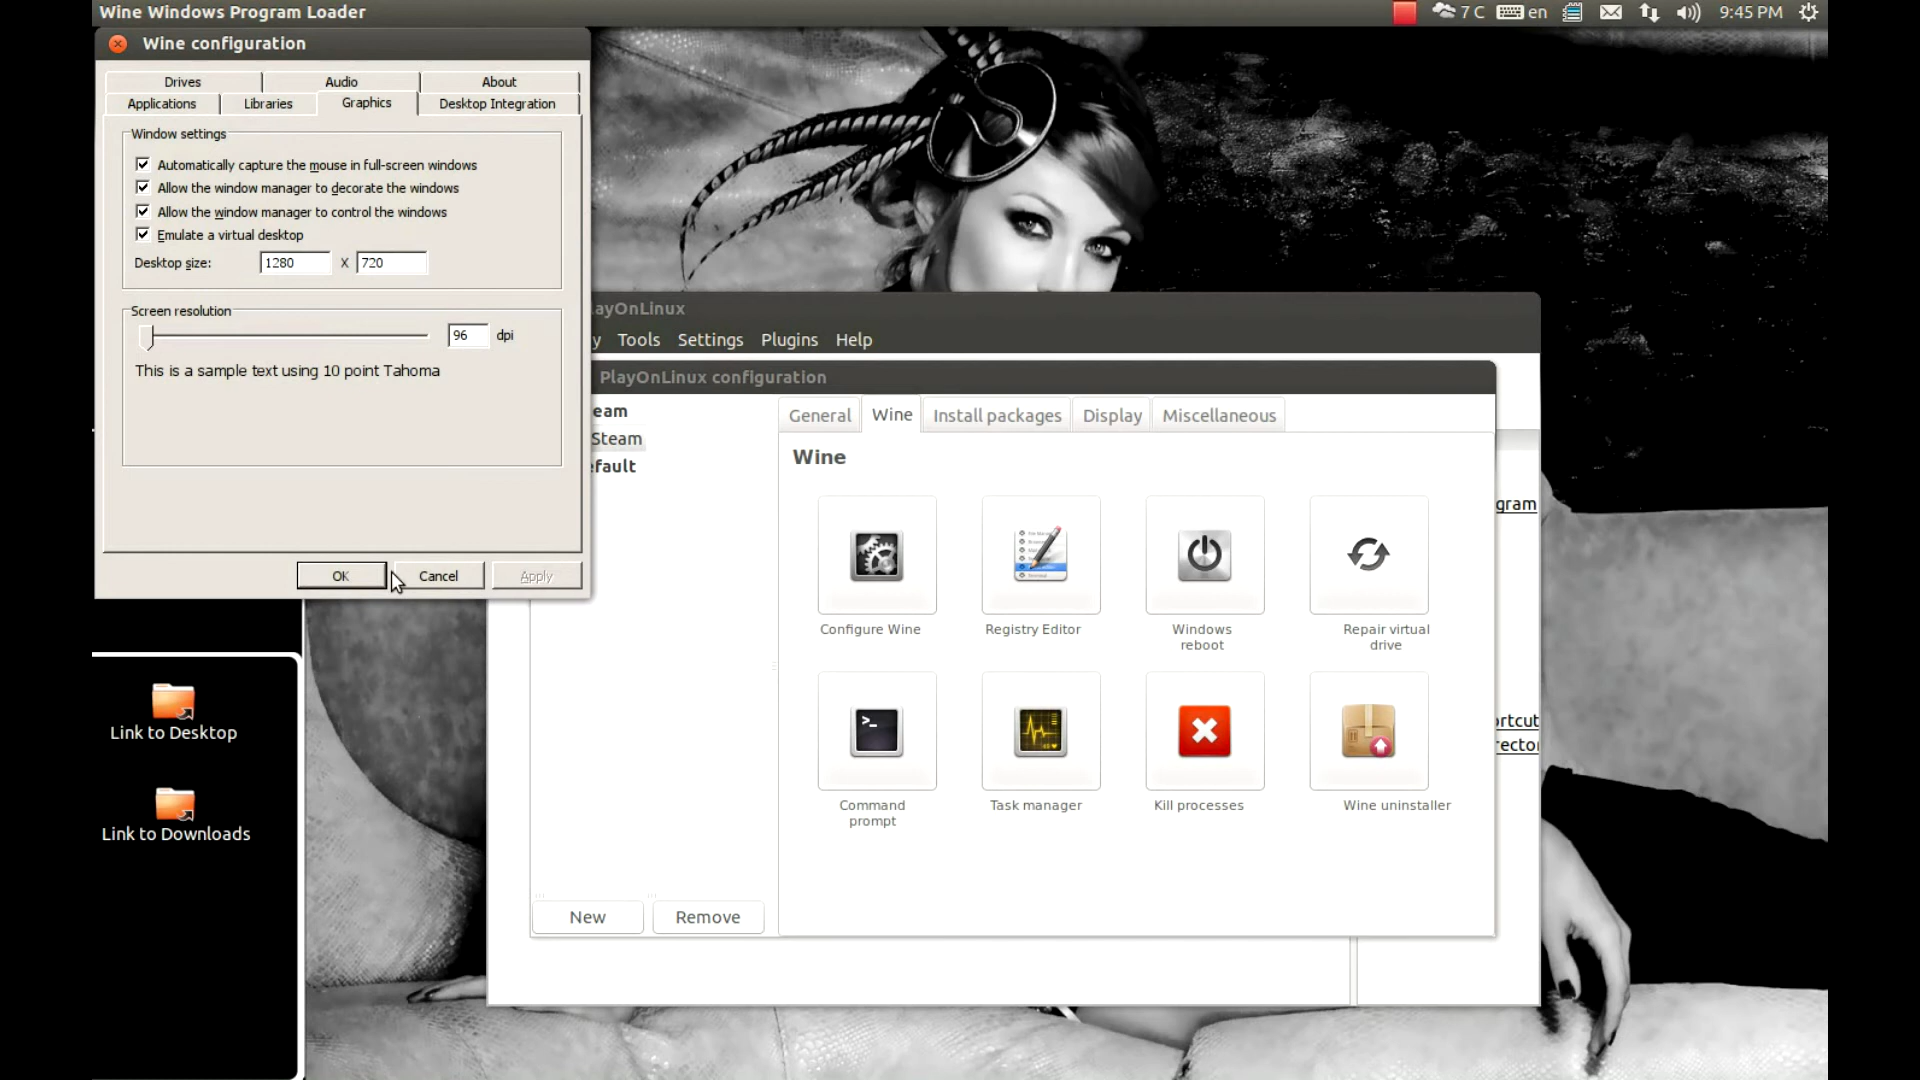 Wine Windows Program Loader
7 C
en
9:45 PM
Wine configuration
Drives
Audio
About
Applications
Libraries
Graphics
Desktop Integration
Window settings
Automatically capture the mouse in full-screen windows
Allow the window manager to decorate the windows
Allow the window manager to control the windows
Emulate a virtual desktop
Desktop size:
1280
X
720
Screen resolution
96
dpi
This is a sample text using 10 point Tahoma
OK
Cancel
Apply
layOnLinux
y
Tools
Settings
Plugins
Help
PlayOnLinux configuration
eam
Steam
efault
General
Wine
Install packages
Display
Miscellaneous
Wine
Configure Wine
Registry Editor
Windows
reboot
Repair virtual
drive
Command
prompt
Task manager
Kill processes
Wine uninstaller
New
Remove
gram
ortcut
rector
Link to Desktop
Link to Downloads